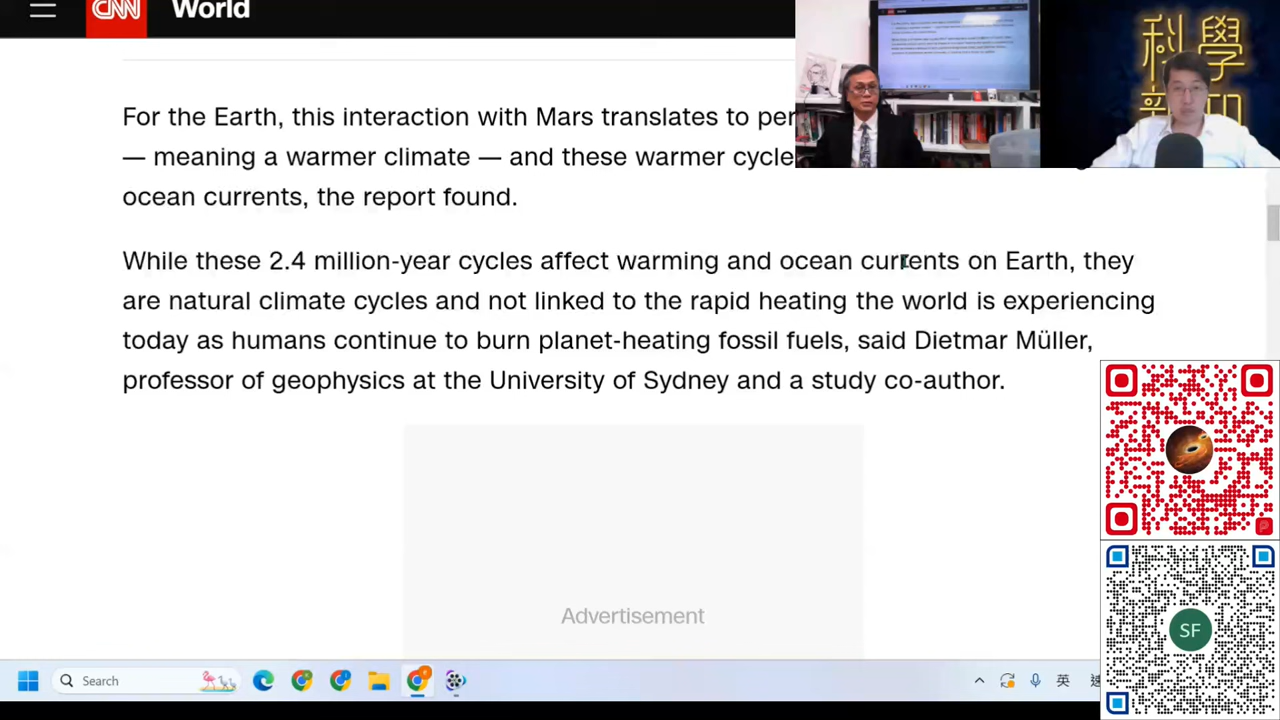 CNN World
For the Earth, this interaction with Mars translates to per
— meaning a warmer climate — and these warmer cycle
ocean currents, the report found.
While these 2.4 million-year cycles affect warming and ocean currents on Earth, they
are natural climate cycles and not linked to the rapid heating the world is experiencing
today as humans continue to burn planet-heating fossil fuels, said Dietmar Müller,
professor of geophysics at the University of Sydney and a study co-author.
Advertisement
科學
SF
Search
英